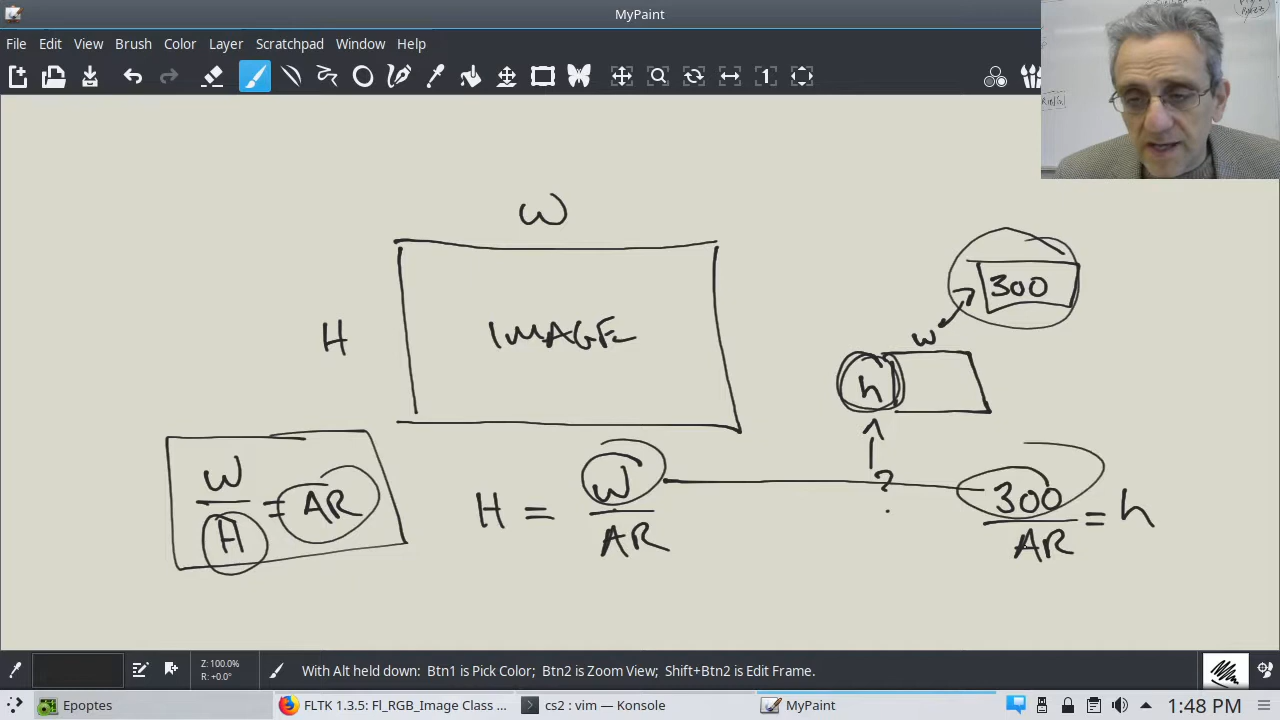 MyPaint
File Edit View Brush Color Layer Scratchpad Window Help
W
300
w
H
IMAGE
h
W
H
= AR
H = W
AR
?
300
AR
= h
Z: 100.0%
R: +0.0°
With Alt held down: Btn1 is Pick Color; Btn2 is Zoom View; Shift+Btn2 is Edit Frame.
Epoptes
FLTK 1.3.5: Fl_RGB_Image Class ...
cs2 : vim — Konsole
MyPaint
1:48 PM